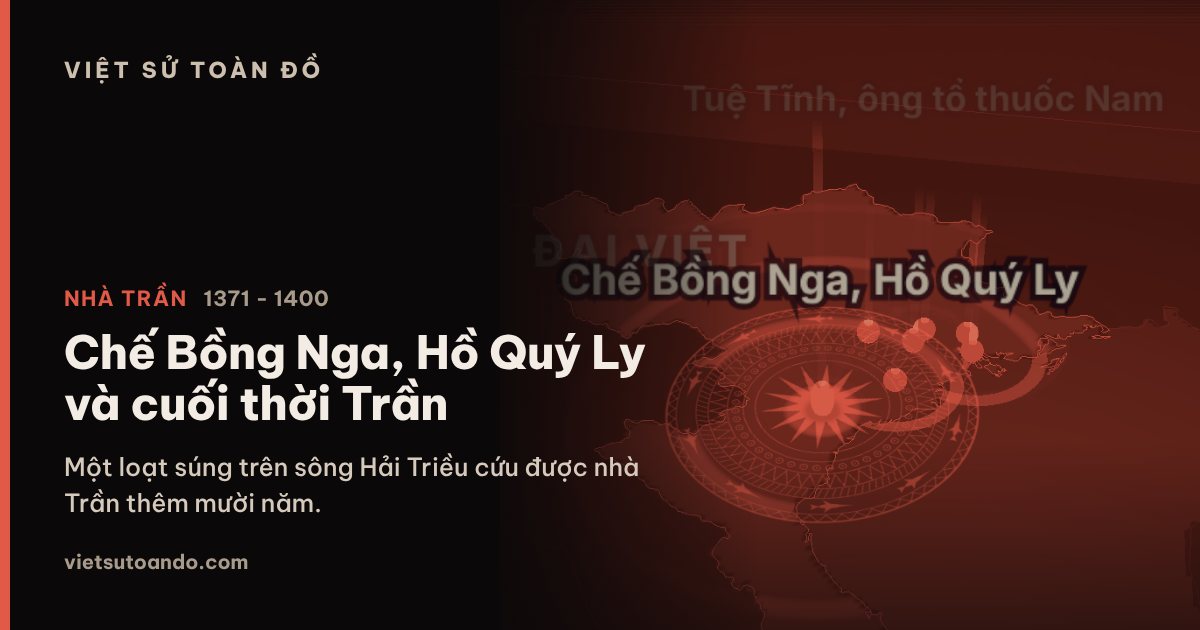 VIỆT SỬ TOÀN ĐỒ
Tuệ Tĩnh, ông tổ thuốc Nam
ĐẠI VIỆT
Chế Bồng Nga, Hồ Quý Ly
NHÀ TRẦN 1371 - 1400
Chế Bồng Nga, Hồ Quý Ly
và cuối thời Trần
Một loạt súng trên sông Hải Triều cứu được nhà
Trần thêm mười năm.
vietsutoando.com